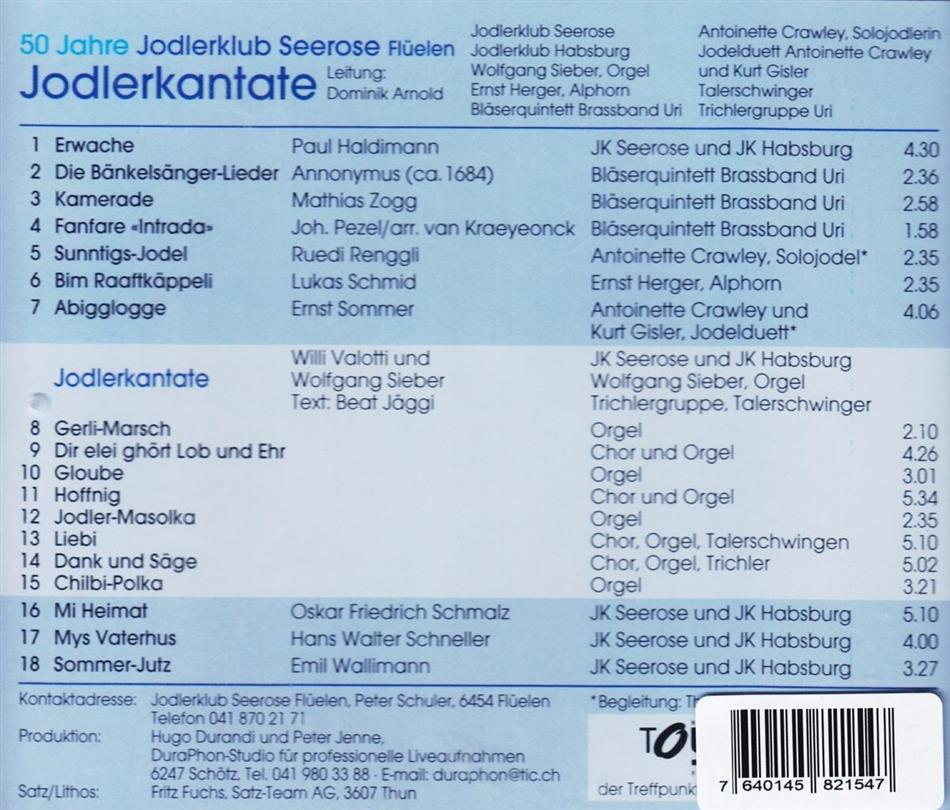 50 Jahre Jodlerklub Seerose Flüelen
Jodlerkantate
Leitung:
Dominik Arnold
Jodlerklub Seerose
Jodlerklub Habsburg
Wolfgang Sieber, Orgel
Ernst Herger, Alphorn
Bläserquintett Brassband Uri
Antoinette Crawley, Solojodlerin
Jodelduett Antoinette Crawley
und Kurt Gisler
Talerschwinger
Trichlergruppe Uri
1 Erwache Paul Haldimann JK Seerose und JK Habsburg 4.30
2 Die Bänkelsänger-Lieder Annonymus (ca. 1684) Bläserquintett Brassband Uri 2.36
3 Kamerade Mathias Zogg Bläserquintett Brassband Uri 2.58
4 Fanfare «Intrada» Joh. Pezel/arr. van Kraeyeonck Bläserquintett Brassband Uri 1.58
5 Sunntigs-Jodel Ruedi Renggli Antoinette Crawley, Solojodel* 2.35
6 Bim Raaftkäppeli Lukas Schmid Ernst Herger, Alphorn 2.35
7 Abigglogge Ernst Sommer Antoinette Crawley und 4.06
Kurt Gisler, Jodelduett*
Jodlerkantate
Willi Valotti und
Wolfgang Sieber
Text: Beat Jäggi
JK Seerose und JK Habsburg
Wolfgang Sieber, Orgel
Trichlergruppe, Talerschwinger
8 Gerli-Marsch Orgel 2.10
9 Dir elei ghört Lob und Ehr Chor und Orgel 4.26
10 Gloube Orgel 3.01
11 Hoffnig Chor und Orgel 5.34
12 Jodler-Masolka Orgel 2.35
13 Liebi Chor, Orgel, Talerschwingen 5.10
14 Dank und Säge Chor, Orgel, Trichler 5.02
15 Chilbi-Polka Orgel 3.21
16 Mi Heimat Oskar Friedrich Schmalz JK Seerose und JK Habsburg 5.10
17 Mys Vaterhus Hans Walter Schneller JK Seerose und JK Habsburg 4.00
18 Sommer-Jutz Emil Wallimann JK Seerose und JK Habsburg 3.27
Kontaktadresse: Jodlerklub Seerose Flüelen, Peter Schuler, 6454 Flüelen
Telefon 041 870 21 71
Produktion: Hugo Durandi und Peter Jenne,
DuraPhon-Studio für professionelle Liveaufnahmen
6247 Schötz, Tel. 041 980 33 88 · E-mail: duraphon@tic.ch
Satz/Lithos: Fritz Fuchs, Satz-Team AG, 3607 Thun
*Begleitung:
der Treffpunk
7 640145 821547